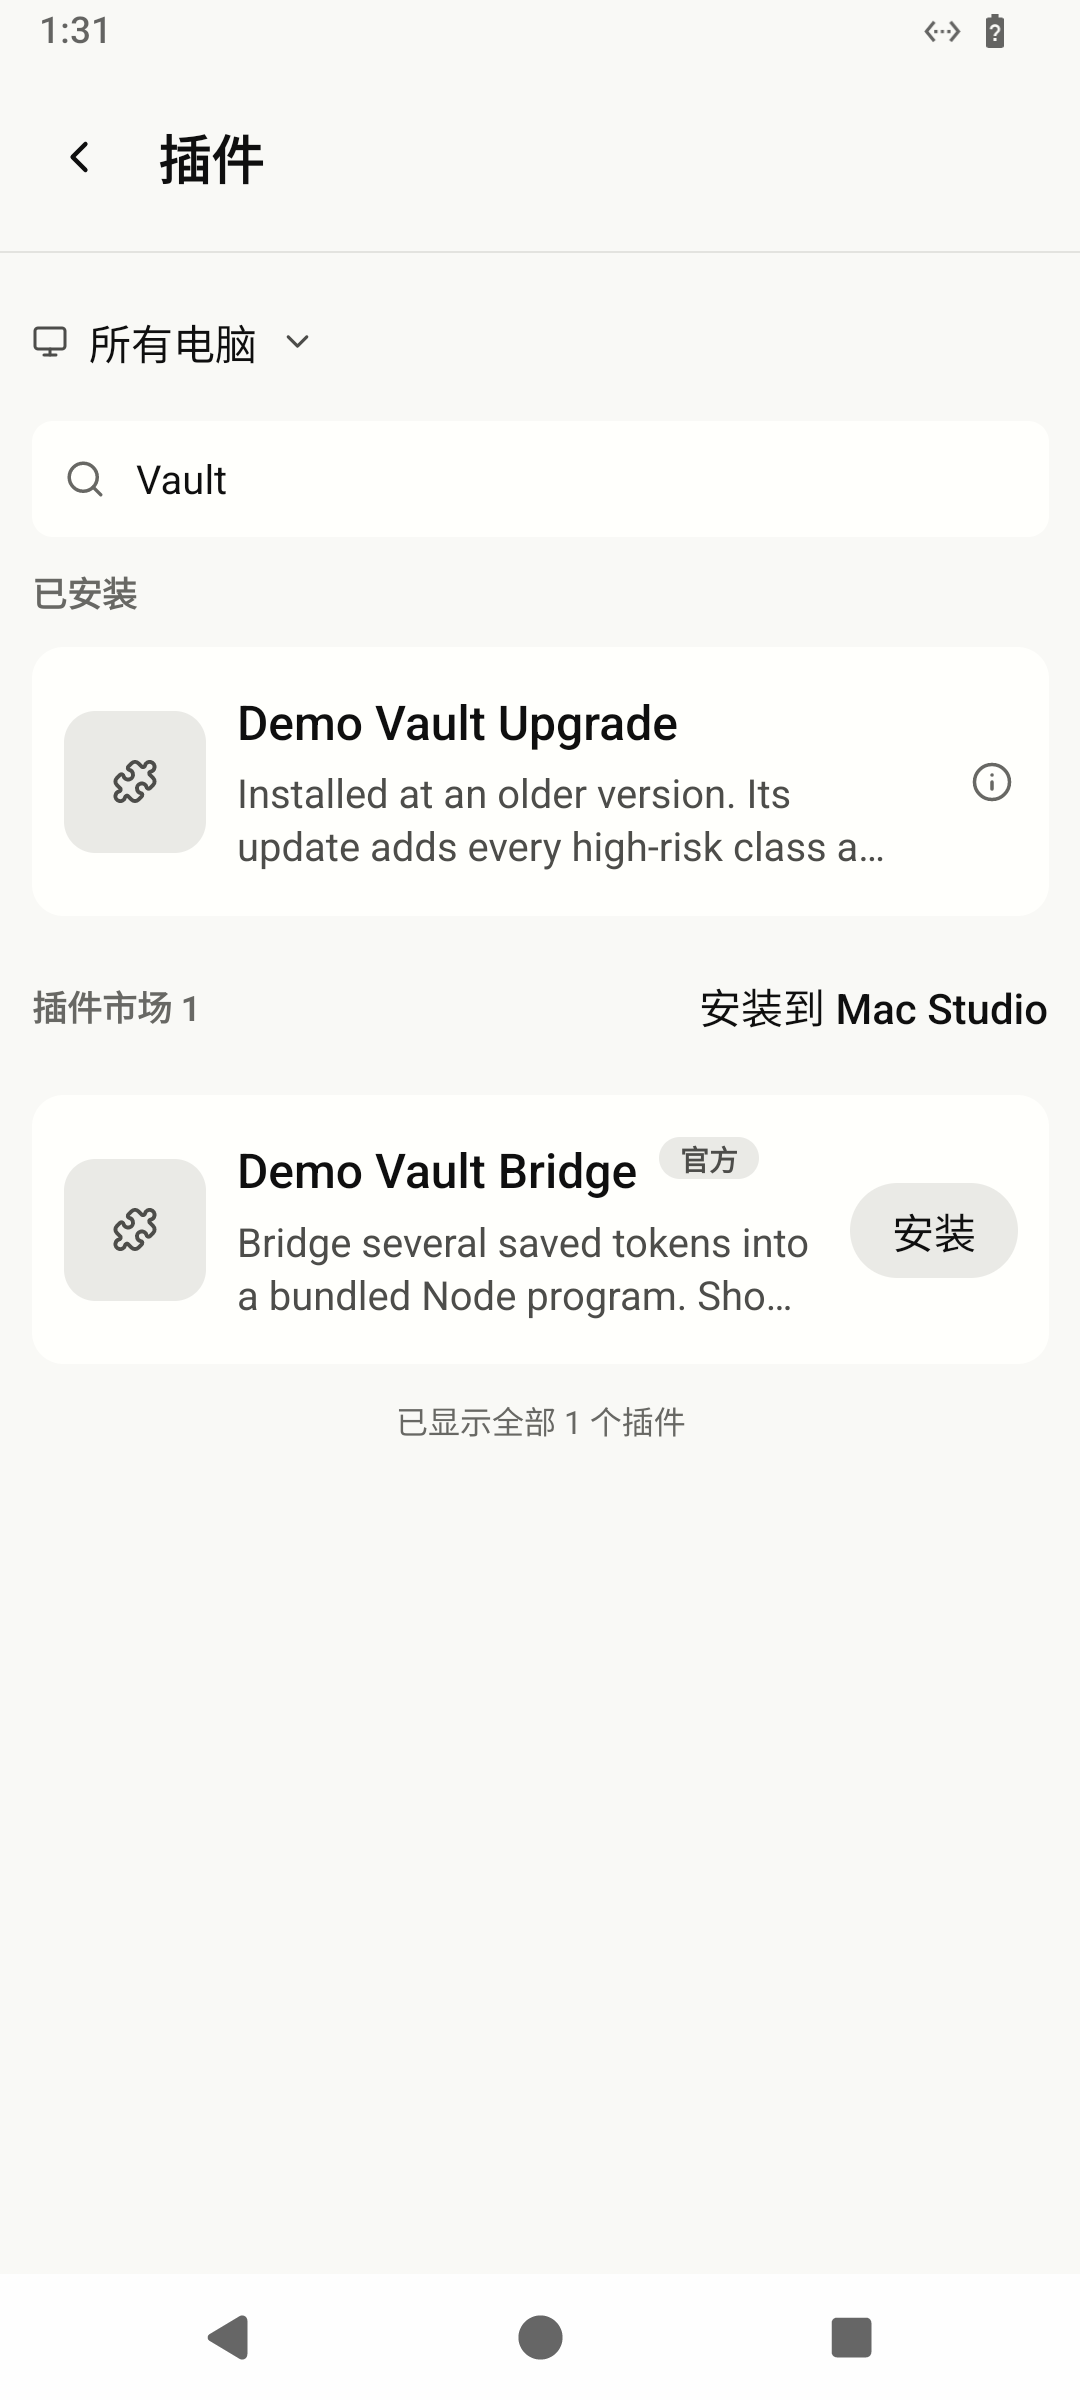 1:31
插件
所有电脑
Vault
已安装
Demo Vault Upgrade
Installed at an older version. Its
update adds every high-risk class a…
插件市场 1
安装到 Mac Studio
Demo Vault Bridge
官方
Bridge several saved tokens into
a bundled Node program. Sho…
安装
已显示全部 1 个插件